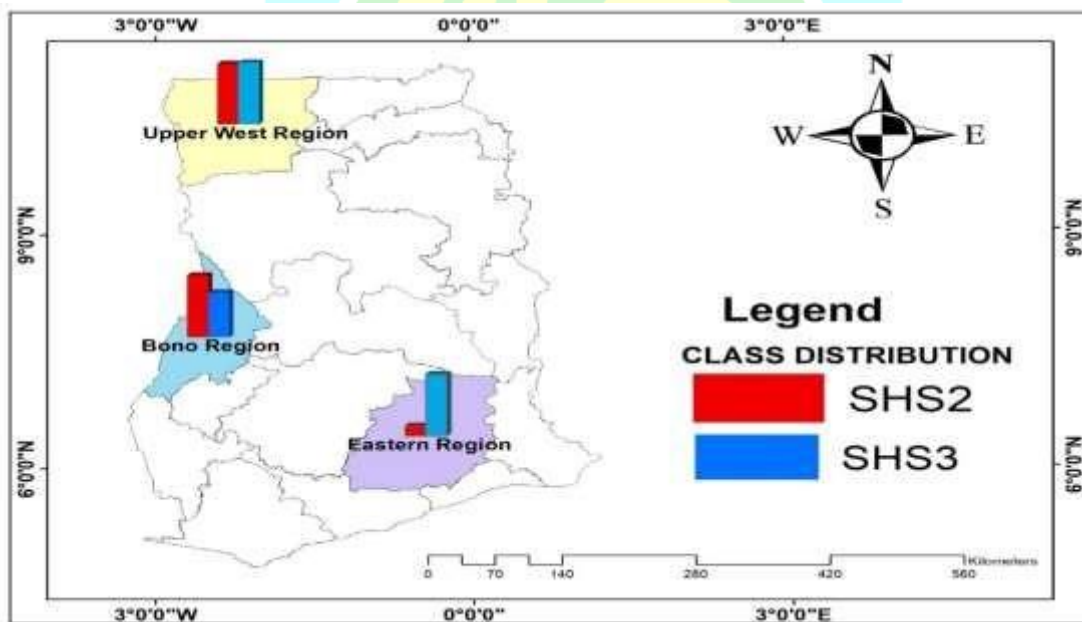 3°0'0"W 0°0'0" 3°0'0"E
N
W E
S
Upper West Region
9°0'0"N 9°0'0"N
Bono Region
Legend
CLASS DISTRIBUTION
SHS2
SHS3
Eastern Region
6°0'0"N 6°0'0"N
Kilometers
0 70 140 280 420 560
3°0'0"W 0°0'0" 3°0'0"E